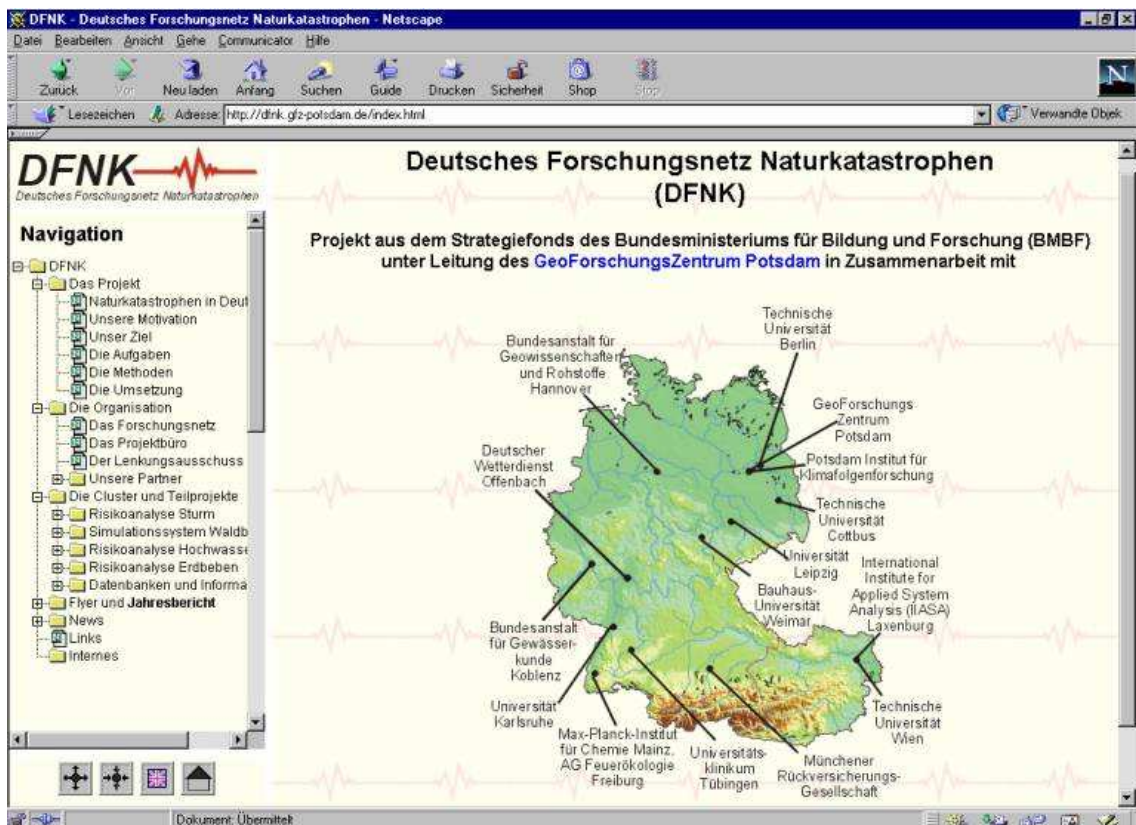 DFNK - Deutsches Forschungsnetz Naturkatastrophen - Netscape
Datei Bearbeiten Ansicht Gehe Communicator Hilfe
Zurück Vor Neu laden Anfang Suchen Guide Drucken Sicherheit Shop Stop
Lesezeichen Adresse: http://dfnk.gfz-potsdam.de/index.html Verwandte Objek
DFNK
Deutsches Forschungsnetz Naturkatastrophen
Navigation
DFNK
Das Projekt
Naturkatastrophen in Deut
Unsere Motivation
Unser Ziel
Die Aufgaben
Die Methoden
Die Umsetzung
Die Organisation
Das Forschungsnetz
Das Projektbüro
Der Lenkungsausschuss
Unsere Partner
Die Cluster und Teilprojekte
Risikoanalyse Sturm
Simulationssystem Waldb
Risikoanalyse Hochwasse
Risikoanalyse Erdbeben
Datenbanken und Informa
Flyer und Jahresbericht
News
Links
Internes
Deutsches Forschungsnetz Naturkatastrophen
(DFNK)
Projekt aus dem Strategiefonds des Bundesministeriums für Bildung und Forschung (BMBF)
unter Leitung des GeoForschungsZentrum Potsdam in Zusammenarbeit mit
Technische
Universität
Berlin
Bundesanstalt für
Geowissenschaften
und Rohstoffe
Hannover
GeoForschungs
Zentrum
Potsdam
Deutscher
Wetterdienst
Offenbach
Potsdam Institut für
Klimafolgenforschung
Technische
Universität
Cottbus
Universität
Leipzig
International
Institute for
Applied System
Analysis (IIASA)
Laxenburg
Bauhaus-
Universität
Weimar
Bundesanstalt
für Gewässer-
kunde
Koblenz
Universität
Karlsruhe
Max-Planck-Institut
für Chemie Mainz,
AG Feuerökologie
Freiburg
Universitäts-
klinikum
Tübingen
Münchener
Rückversicherungs-
Gesellschaft
Technische
Universität
Wien
Dokument: Übermittelt